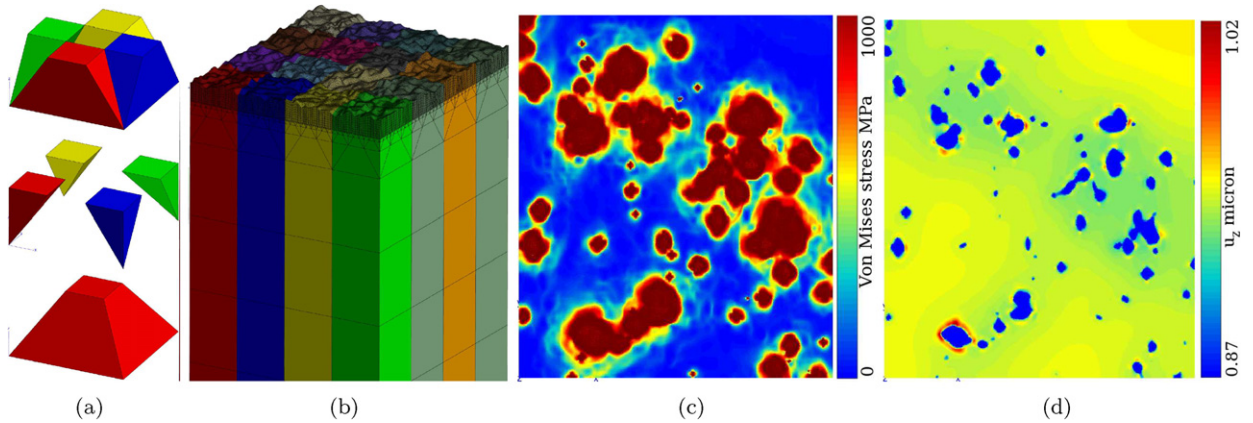 1000
Von Mises stress MPa
0
1.02
u_z micron
0.87
(a)
(b)
(c)
(d)